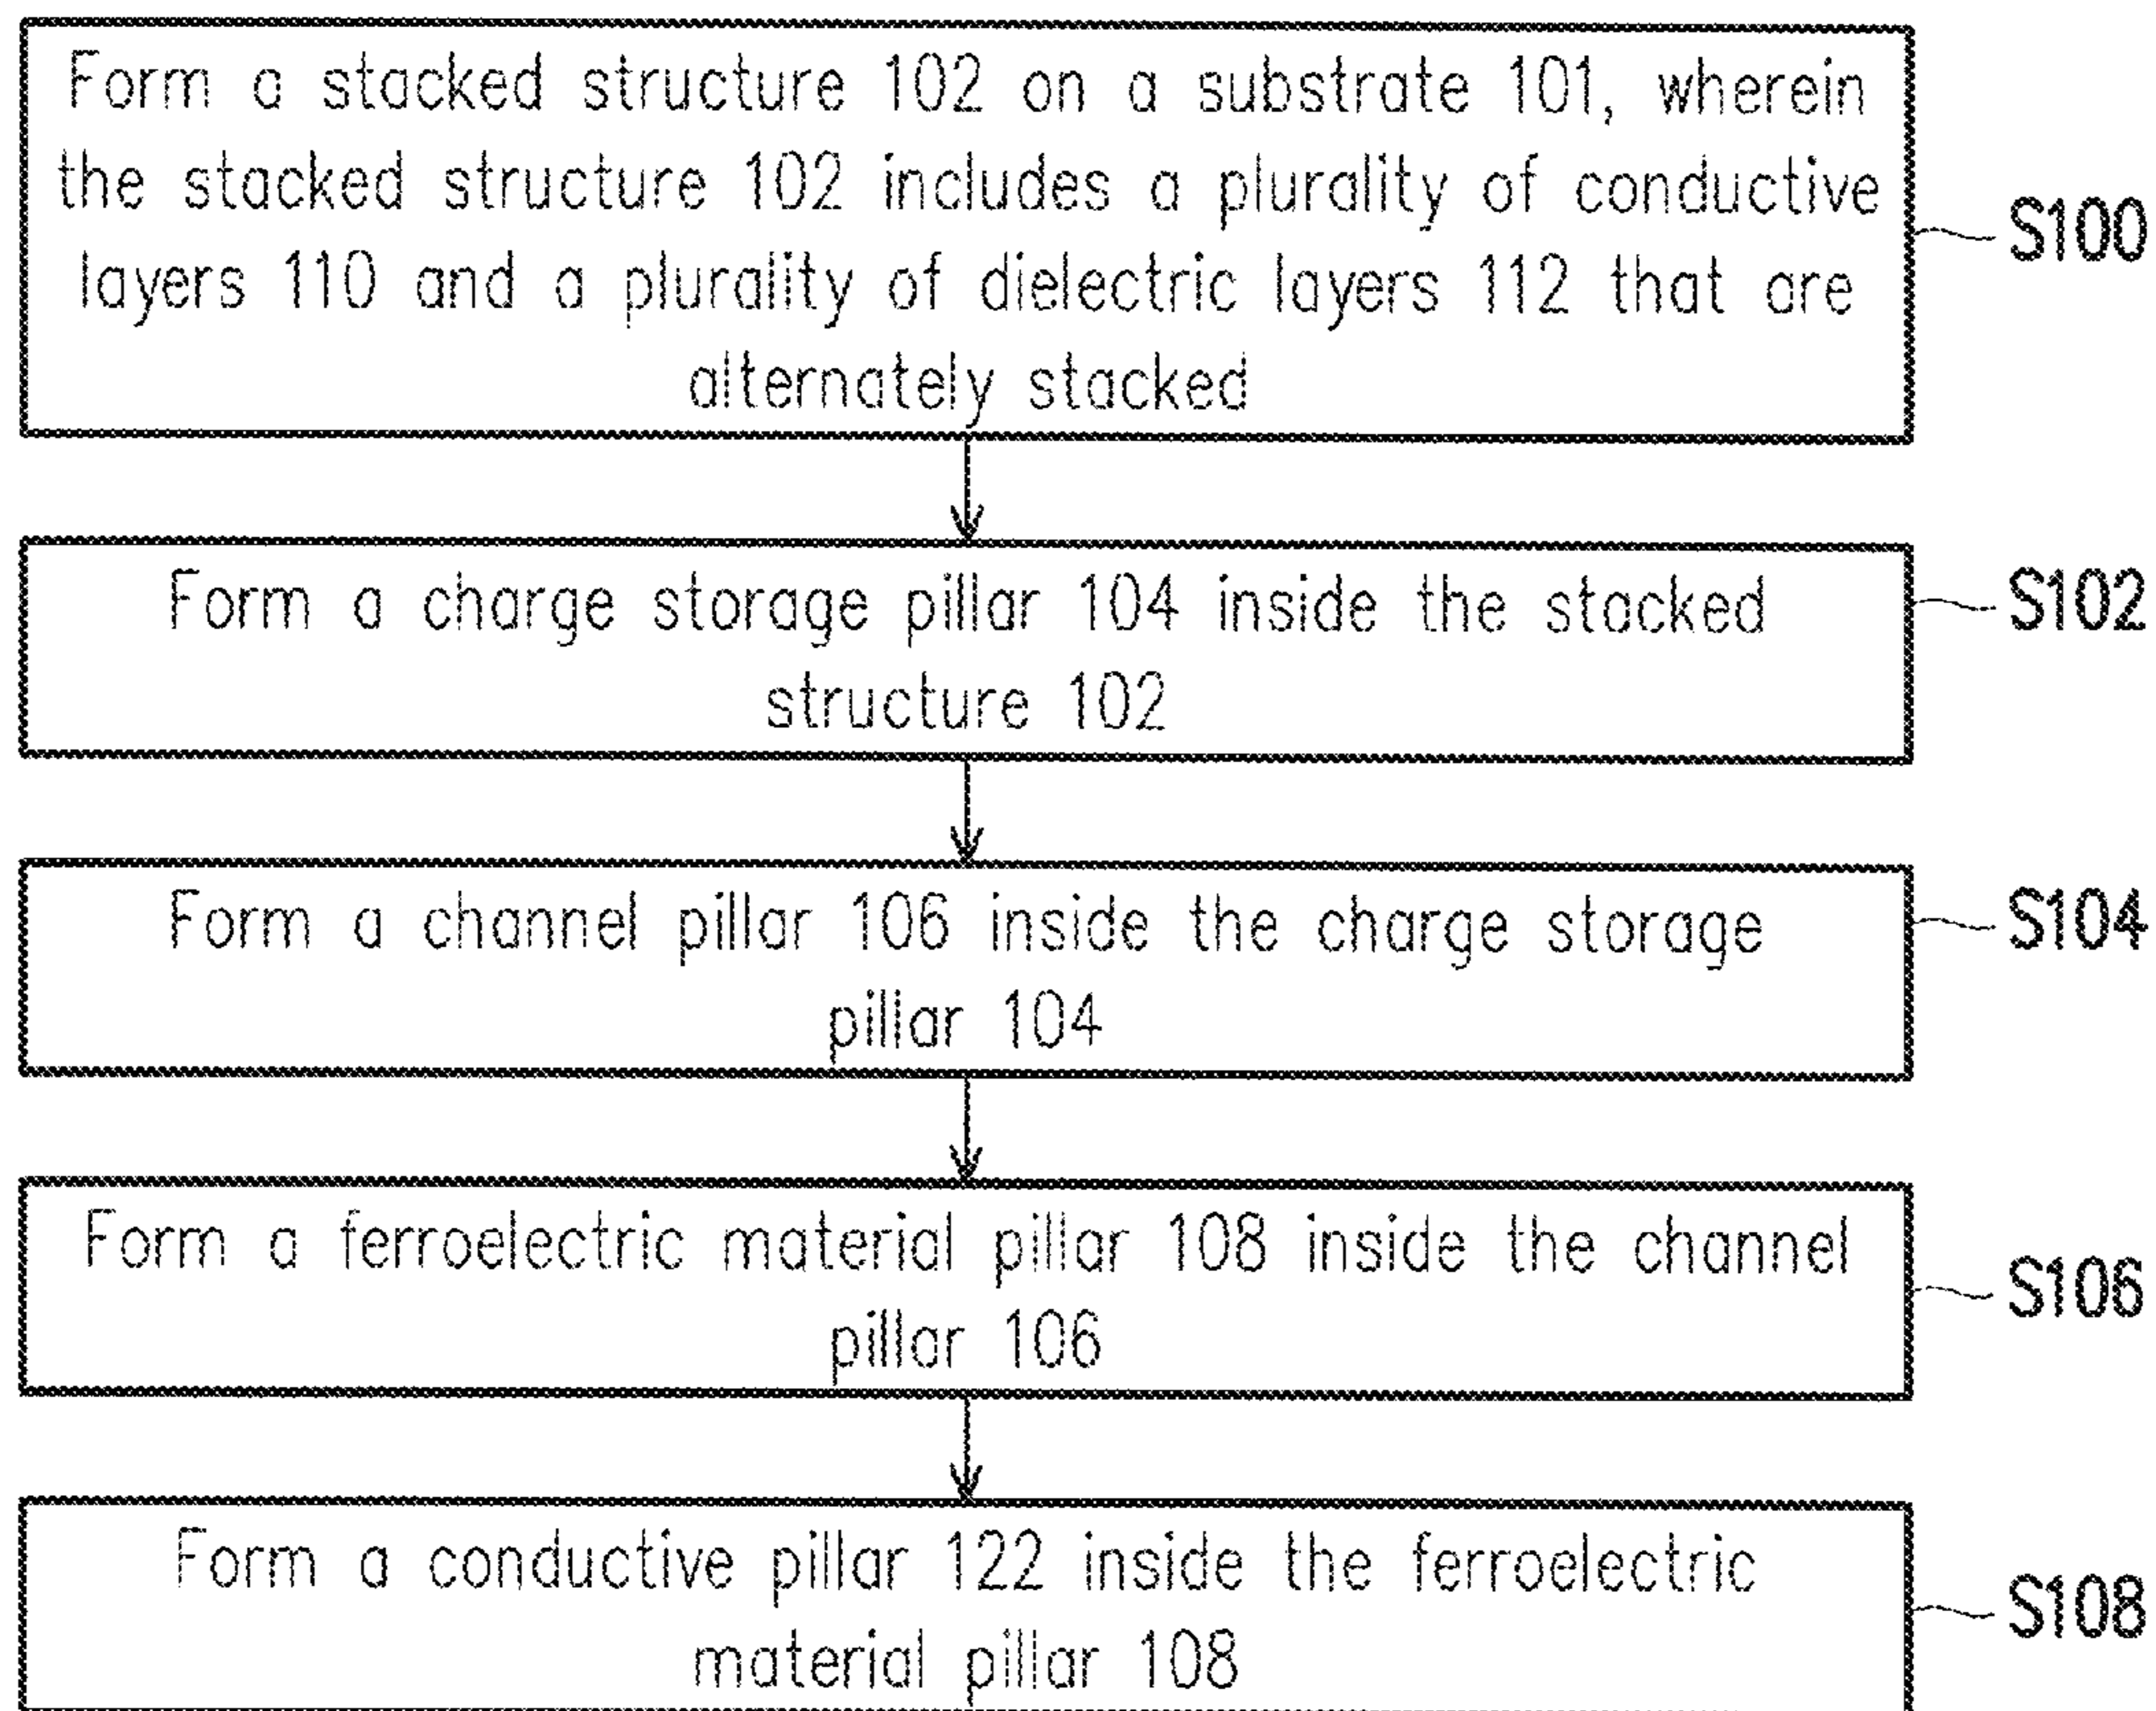 Form a stacked structure 102 on a substrate 101, wherein
the stacked structure 102 includes a plurality of conductive
layers 110 and a plurality of dielectric layers 112 that are
alternately stacked
S100
Form a charge storage pillar 104 inside the stacked
structure 102
S102
Form a channel pillar 106 inside the charge storage
pillar 104
S104
Form a ferroelectric material pillar 108 inside the channel
pillar 106
S106
Form a conductive pillar 122 inside the ferroelectric
material pillar 108
S108